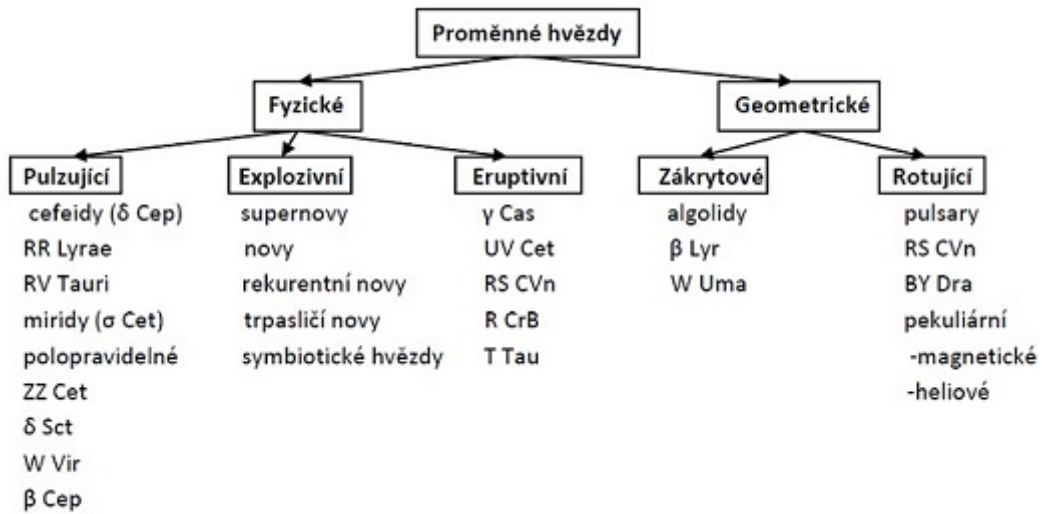 Proměnné hvězdy
Fyzické
Geometrické
Pulzující
cefeidy (δ Cep)
RR Lyrae
RV Tauri
miridy (σ Cet)
polopravidelné
ZZ Cet
δ Sct
W Vir
β Cep
Explozivní
supernovy
novy
rekurentní novy
trpasličí novy
symbiotické hvězdy
Eruptivní
γ Cas
UV Cet
RS CVn
R CrB
T Tau
Zákrytové
algolidy
β Lyr
W Uma
Rotující
pulsary
RS CVn
BY Dra
pekuliární
-magnetické
-heliové